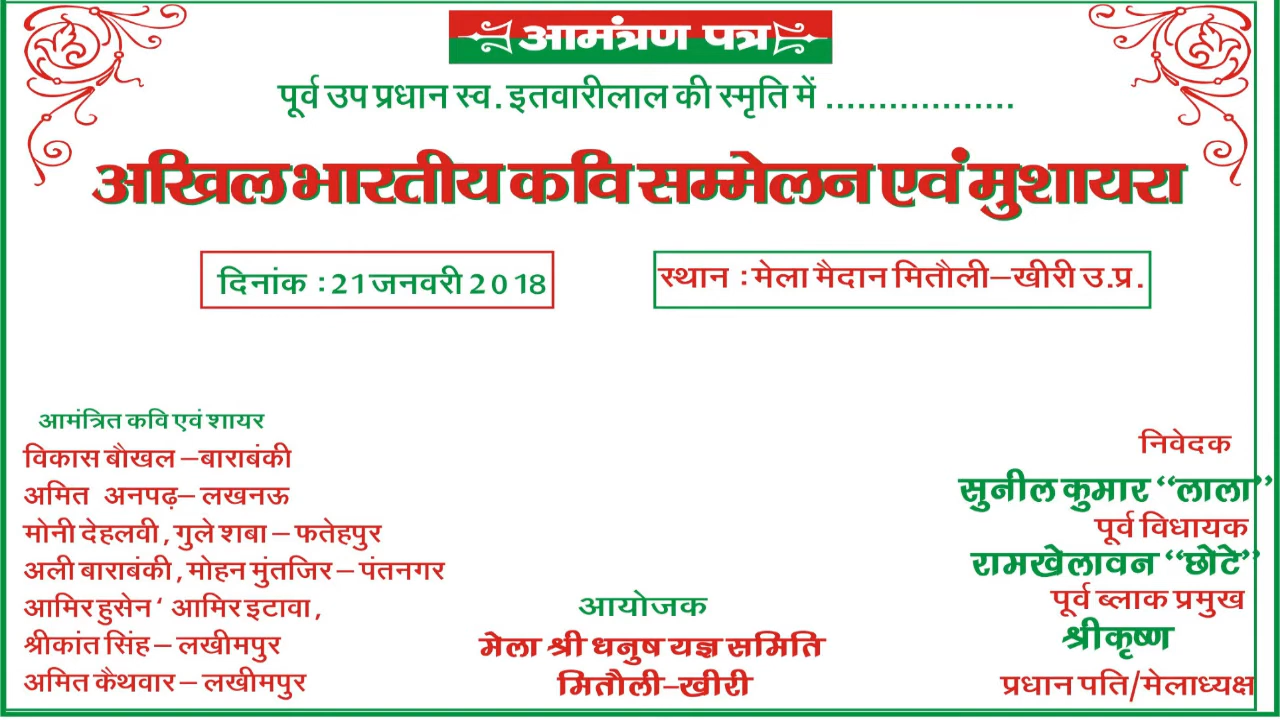 आमंत्रण पत्र
पूर्व उप प्रधान स्व. इतवारीलाल की स्मृति में ..................
अखिल भारतीय कवि सम्मेलन एवं मुशायरा
दिनांक : 21 जनवरी 2018
स्थान : मेला मैदान मितौली–खीरी उ.प्र.
आमंत्रित कवि एवं शायर
विकास बौखल –बाराबंकी
अमित अनपढ़– लखनऊ
मोनी देहलवी, गुले शबा – फतेहपुर
अली बाराबंकी, मोहन मुंतजिर – पंतनगर
आमिर हुसेन ‘ आमिर इटावा,
श्रीकांत सिंह – लखीमपुर
अमित कैथवार – लखीमपुर
आयोजक
मेला श्री धनुष यज्ञ समिति
मितौली–खीरी
निवेदक
सुनील कुमार “लाला”
पूर्व विधायक
रामखेलावन “छोटे”
पूर्व ब्लाक प्रमुख
श्रीकृष्ण
प्रधान पति/मेलाध्यक्ष